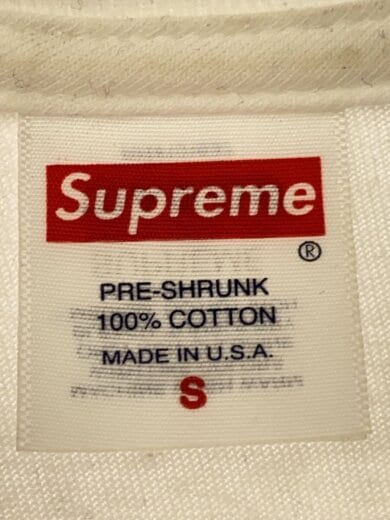 Supreme
®
PRE-SHRUNK
100% COTTON
MADE IN U.S.A.
S